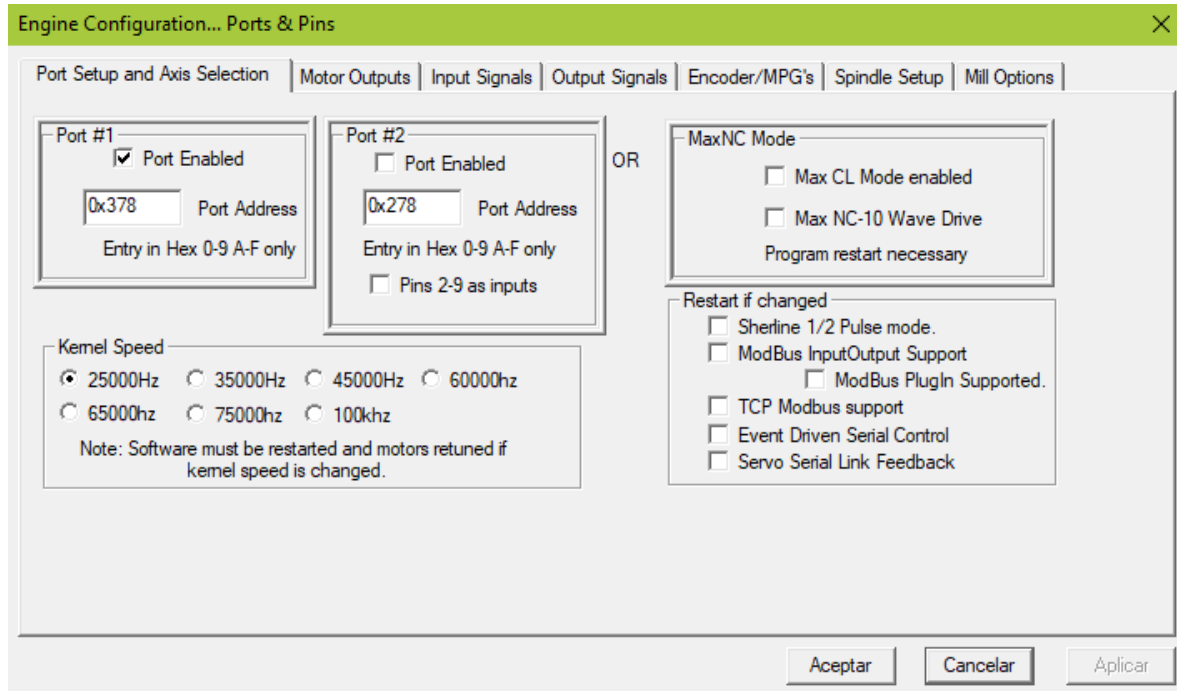 Engine Configuration... Ports & Pins
Port Setup and Axis Selection
Motor Outputs
Input Signals
Output Signals
Encoder/MPG's
Spindle Setup
Mill Options
Port #1
Port Enabled
0x378 Port Address
Entry in Hex 0-9 A-F only
Port #2
Port Enabled
0x278 Port Address
Entry in Hex 0-9 A-F only
Pins 2-9 as inputs
OR
MaxNC Mode
Max CL Mode enabled
Max NC-10 Wave Drive
Program restart necessary
Kernel Speed
25000Hz 35000Hz 45000Hz 60000hz
65000hz 75000hz 100khz
Note: Software must be restarted and motors retuned if
kernel speed is changed.
Restart if changed
Sherline 1/2 Pulse mode.
ModBus InputOutput Support
ModBus PlugIn Supported.
TCP Modbus support
Event Driven Serial Control
Servo Serial Link Feedback
Aceptar Cancelar Aplicar